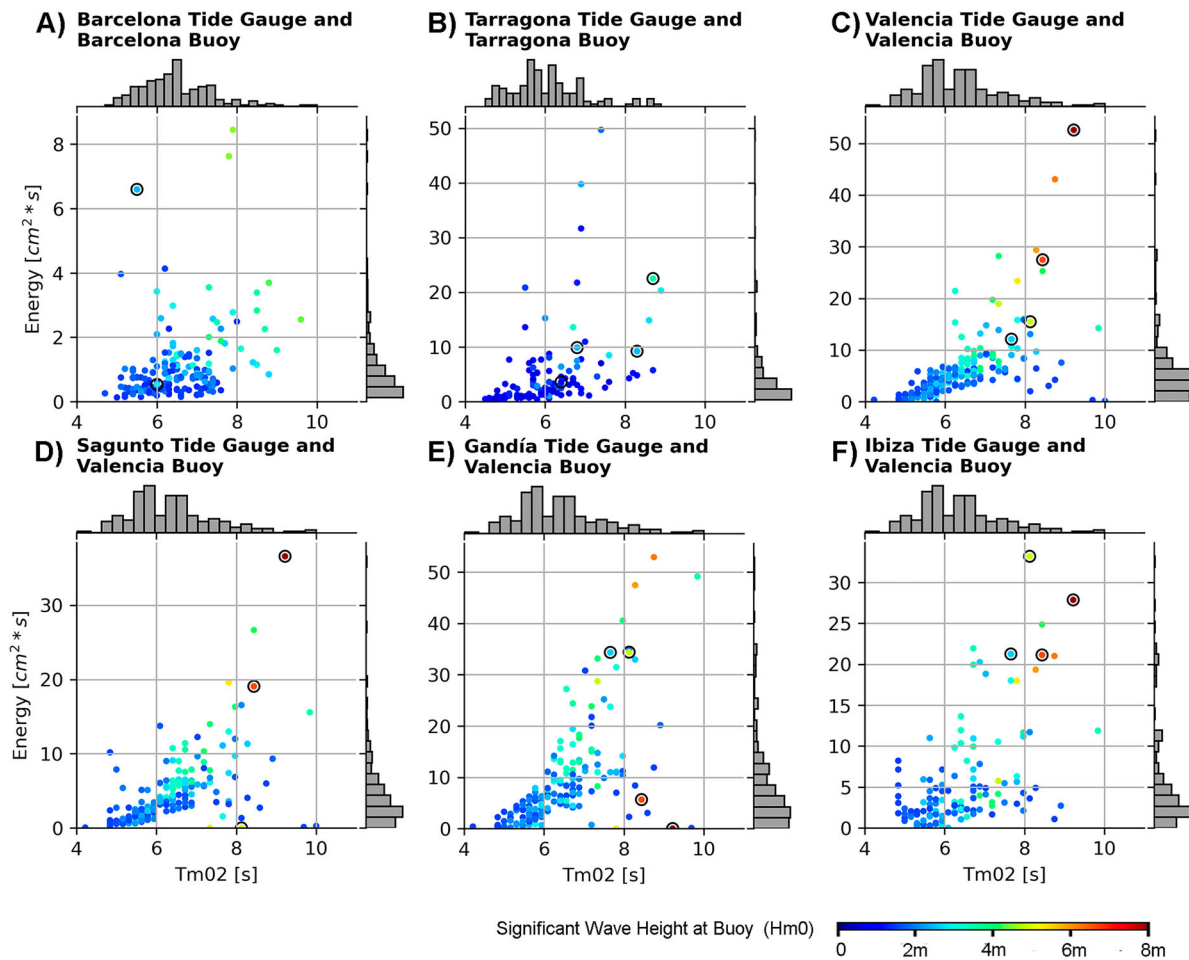 A) Barcelona Tide Gauge and
Barcelona Buoy
B) Tarragona Tide Gauge and
Tarragona Buoy
C) Valencia Tide Gauge and
Valencia Buoy
8
6
4
2
0
Energy [cm² * s]
4 6 8 10
50
40
30
20
10
0
4 6 8 10
50
40
30
20
10
0
4 6 8 10
D) Sagunto Tide Gauge and
Valencia Buoy
E) Gandía Tide Gauge and
Valencia Buoy
F) Ibiza Tide Gauge and
Valencia Buoy
30
20
10
0
Energy [cm² * s]
4 6 8 10
Tm02 [s]
50
40
30
20
10
0
4 6 8 10
Tm02 [s]
30
25
20
15
10
5
0
4 6 8 10
Tm02 [s]
Significant Wave Height at Buoy (Hm0)
0 2m 4m 6m 8m